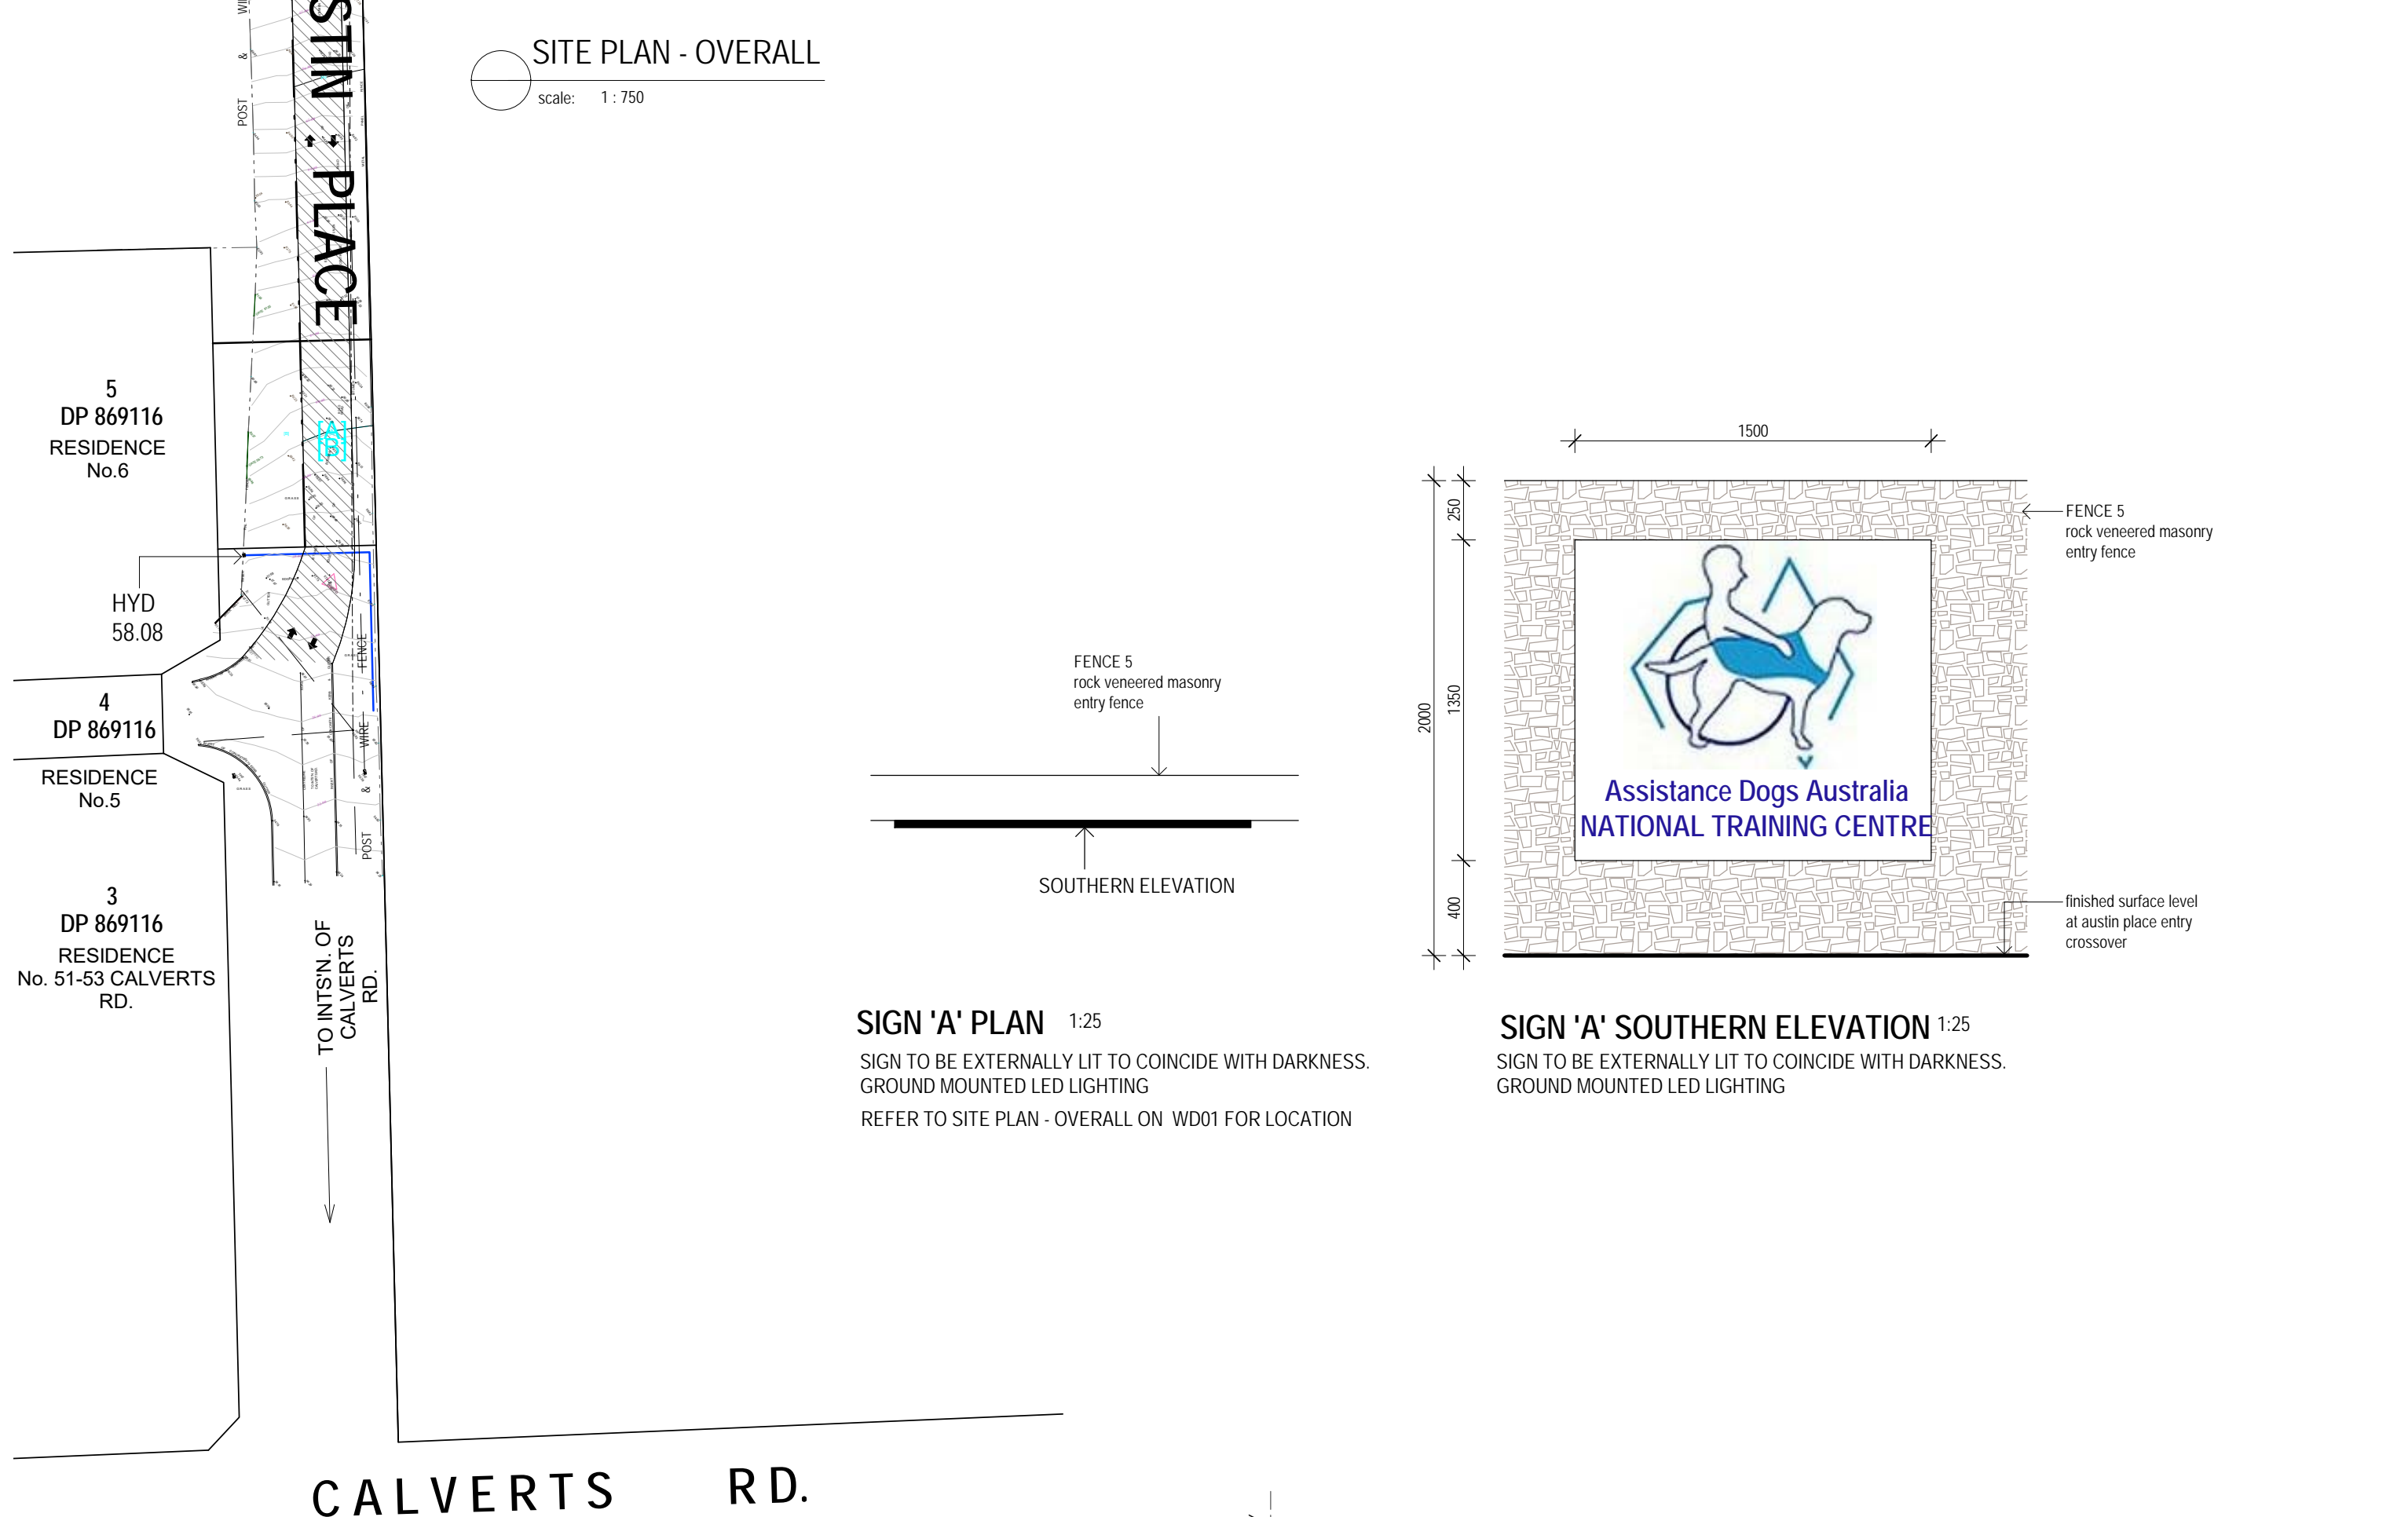 SITE PLAN - OVERALL
scale: 1 : 750
WI
&
POST
STIN
PLACE
5
DP 869116
RESIDENCE
No.6
[A]
[B]
HYD
58.08
4
DP 869116
RESIDENCE
No.5
FENCE
-
WIRE
&
POST
3
DP 869116
RESIDENCE
No. 51-53 CALVERTS
RD.
TO INTS'N. OF
CALVERTS
RD.
CALVERTS RD.
FENCE 5
rock veneered masonry
entry fence
SOUTHERN ELEVATION
SIGN 'A' PLAN 1:25
SIGN TO BE EXTERNALLY LIT TO COINCIDE WITH DARKNESS.
GROUND MOUNTED LED LIGHTING
REFER TO SITE PLAN - OVERALL ON WD01 FOR LOCATION
1500
250
1350
2000
400
FENCE 5
rock veneered masonry
entry fence
Assistance Dogs Australia
NATIONAL TRAINING CENTRE
finished surface level
at austin place entry
crossover
SIGN 'A' SOUTHERN ELEVATION 1:25
SIGN TO BE EXTERNALLY LIT TO COINCIDE WITH DARKNESS.
GROUND MOUNTED LED LIGHTING